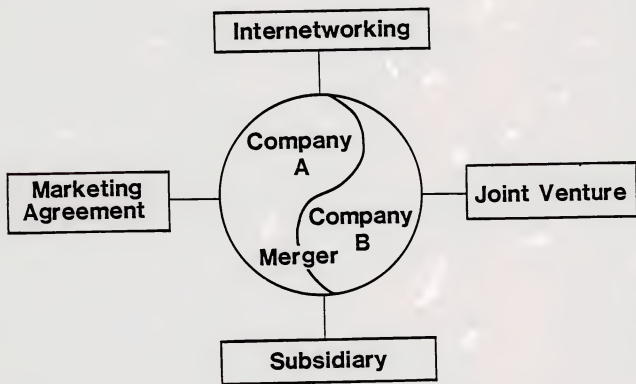 Internetworking
Company
A
Marketing
Agreement
Joint Venture
Company
B
Merger
Subsidiary